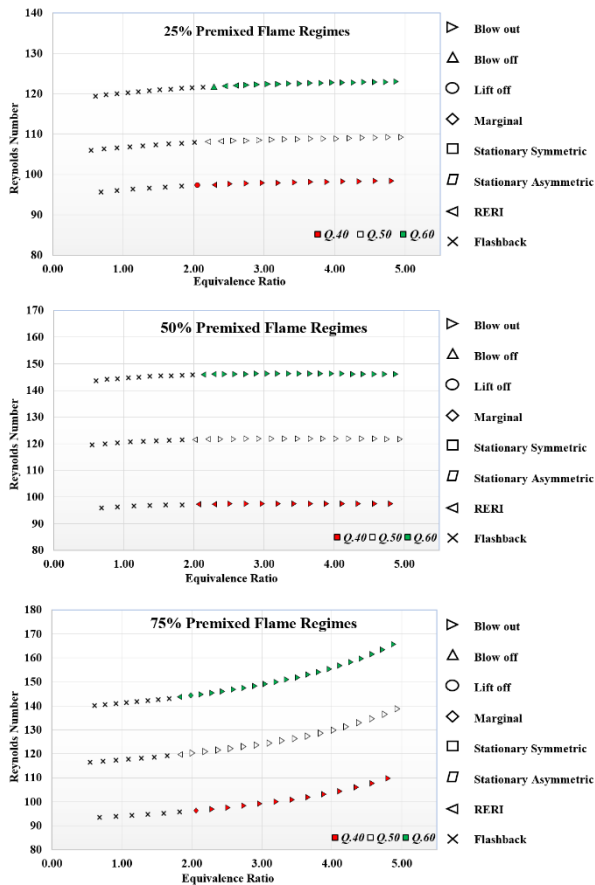 25% Premixed Flame Regimes
Reynolds Number
140
130
120
110
100
90
80
0.00 1.00 2.00 3.00 4.00 5.00
Equivalence Ratio
Q.40 Q.50 Q.60
Blow out
Blow off
Lift off
Marginal
Stationary Symmetric
Stationary Asymmetric
RERI
Flashback
50% Premixed Flame Regimes
Reynolds Number
170
160
150
140
130
120
110
100
90
80
0.00 1.00 2.00 3.00 4.00 5.00
Equivalence Ratio
Q.40 Q.50 Q.60
Blow out
Blow off
Lift off
Marginal
Stationary Symmetric
Stationary Asymmetric
RERI
Flashback
75% Premixed Flame Regimes
Reynolds Number
180
170
160
150
140
130
120
110
100
90
80
0.00 1.00 2.00 3.00 4.00 5.00
Equivalence Ratio
Q.40 Q.50 Q.60
Blow out
Blow off
Lift off
Marginal
Stationary Symmetric
Stationary Asymmetric
RERI
Flashback